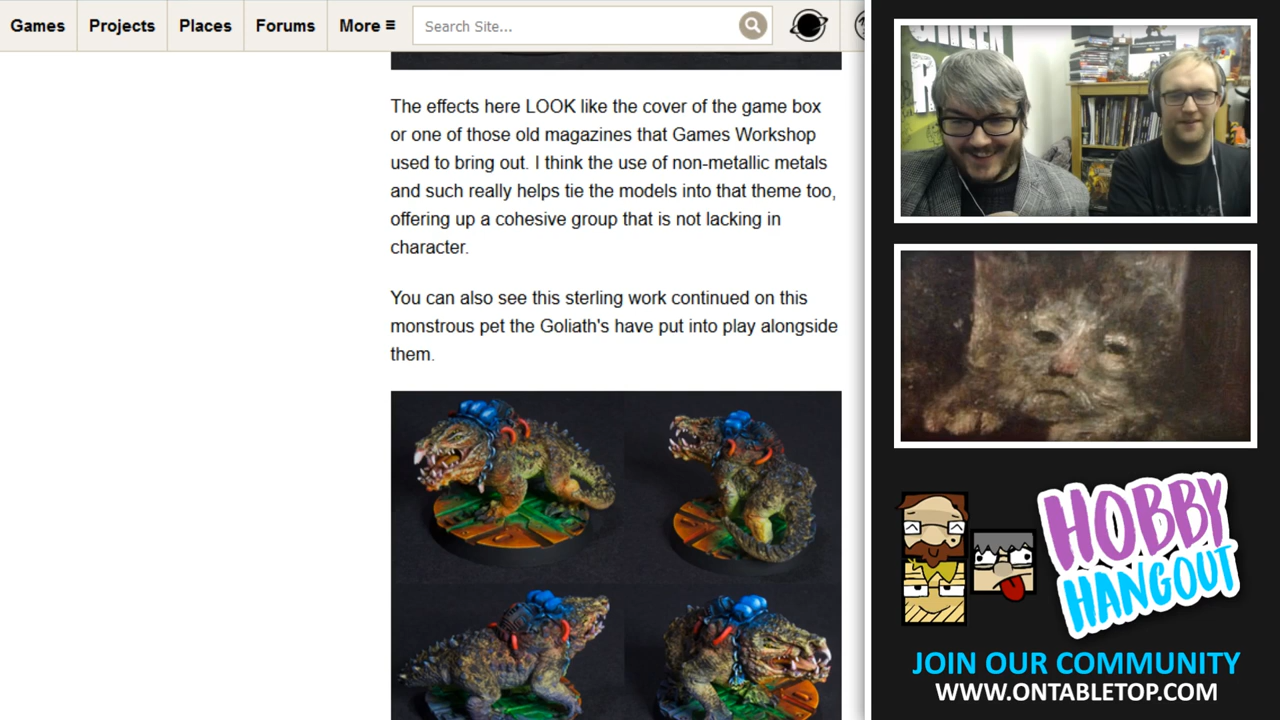 Games
Projects
Places
Forums
More ≡
Search Site...
The effects here LOOK like the cover of the game box
or one of those old magazines that Games Workshop
used to bring out. I think the use of non-metallic metals
and such really helps tie the models into that theme too,
offering up a cohesive group that is not lacking in
character.
You can also see this sterling work continued on this
monstrous pet the Goliath's have put into play alongside
them.
HOBBY
HANGOUT
JOIN OUR COMMUNITY
WWW.ONTABLETOP.COM